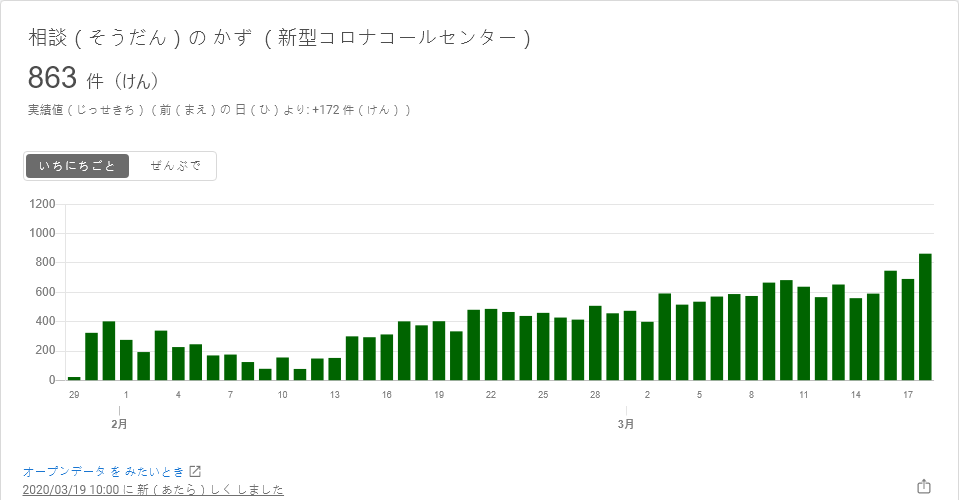 相談 ( そうだん ) の かず ( 新型コロナコールセンター )
863 件 (けん)
実績値 ( じっせきち ) ( 前 ( まえ ) の 日 ( ひ ) より: +172 件 ( けん ) )
いちにちごと ぜんぶで
1200
1000
800
600
400
200
0
29 1 4 7 10 13 16 19 22 25 28 2 5 8 11 14 17
2月 3月
オープンデータ を みたいとき
2020/03/19 10:00 に 新 ( あたら ) しく しました